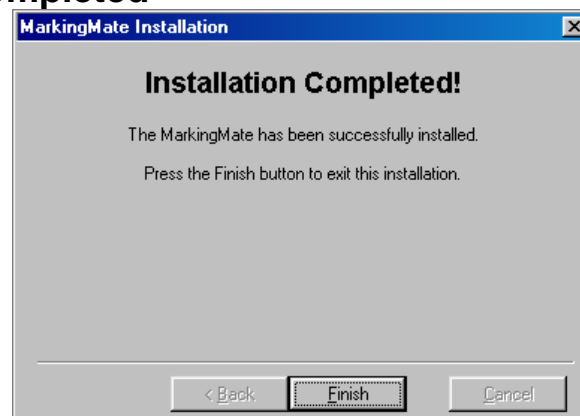 mpleted
MarkingMate Installation
Installation Completed!
The MarkingMate has been successfully installed.
Press the Finish button to exit this installation.
< Back Finish Cancel